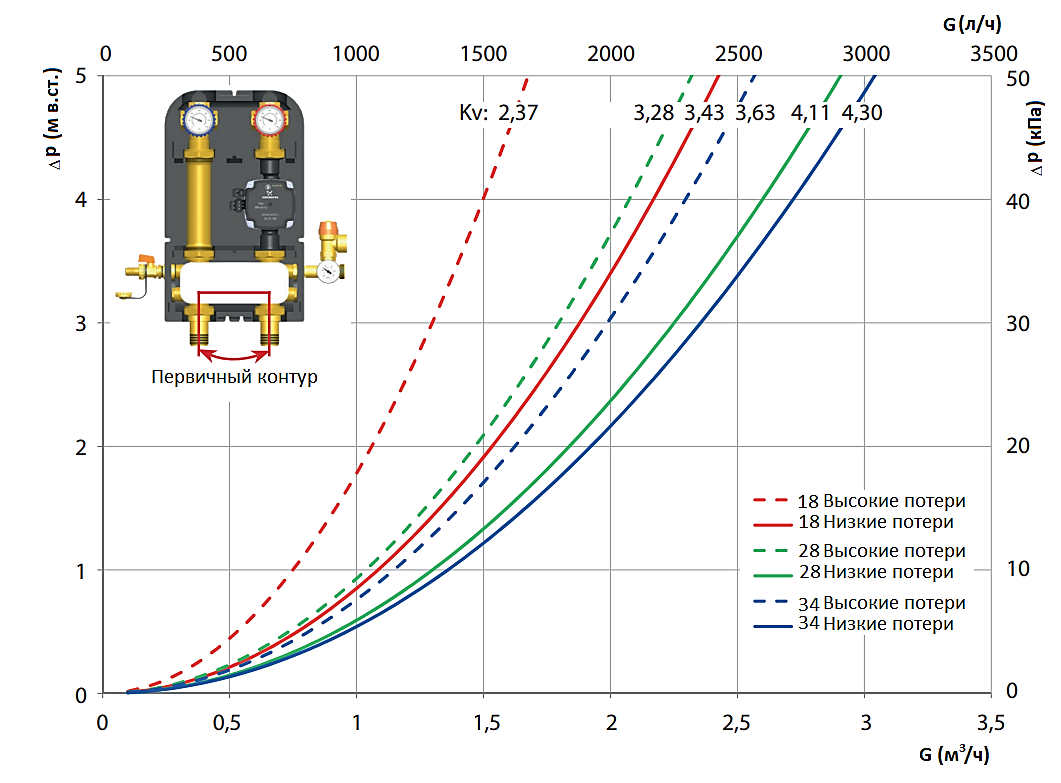 G (л/ч)
0 500 1000 1500 2000 2500 3000 3500
Δp (м в.ст.)
Δp (кПа)
5 50
Kv: 2,37 3,28 3,43 3,63 4,11 4,30
4 40
3 30
Первичный контур
2 20
18 Высокие потери
18 Низкие потери
28 Высокие потери
28 Низкие потери
34 Высокие потери
34 Низкие потери
1 10
0 0
0 0,5 1 1,5 2 2,5 3 3,5
G (м³/ч)